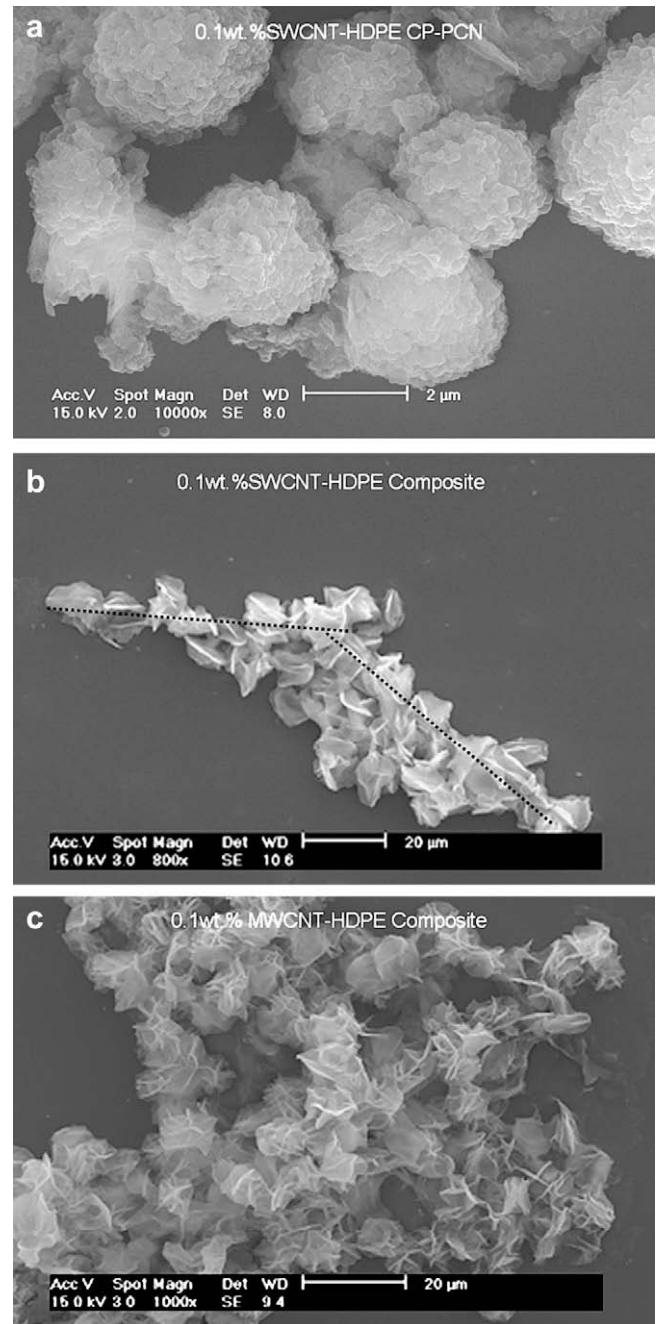 a
0.1wt.%SWCNT-HDPE CP-PCN
Acc.V Spot Magn Det WD 2 µm
15.0 kV 2.0 10000x SE 8.0
b
0.1wt.%SWCNT-HDPE Composite
Acc.V Spot Magn Det WD 20 µm
15.0 kV 3.0 800x SE 10.6
c
0.1wt.% MWCNT-HDPE Composite
Acc.V Spot Magn Det WD 20 µm
15.0 kV 3.0 1000x SE 9.4